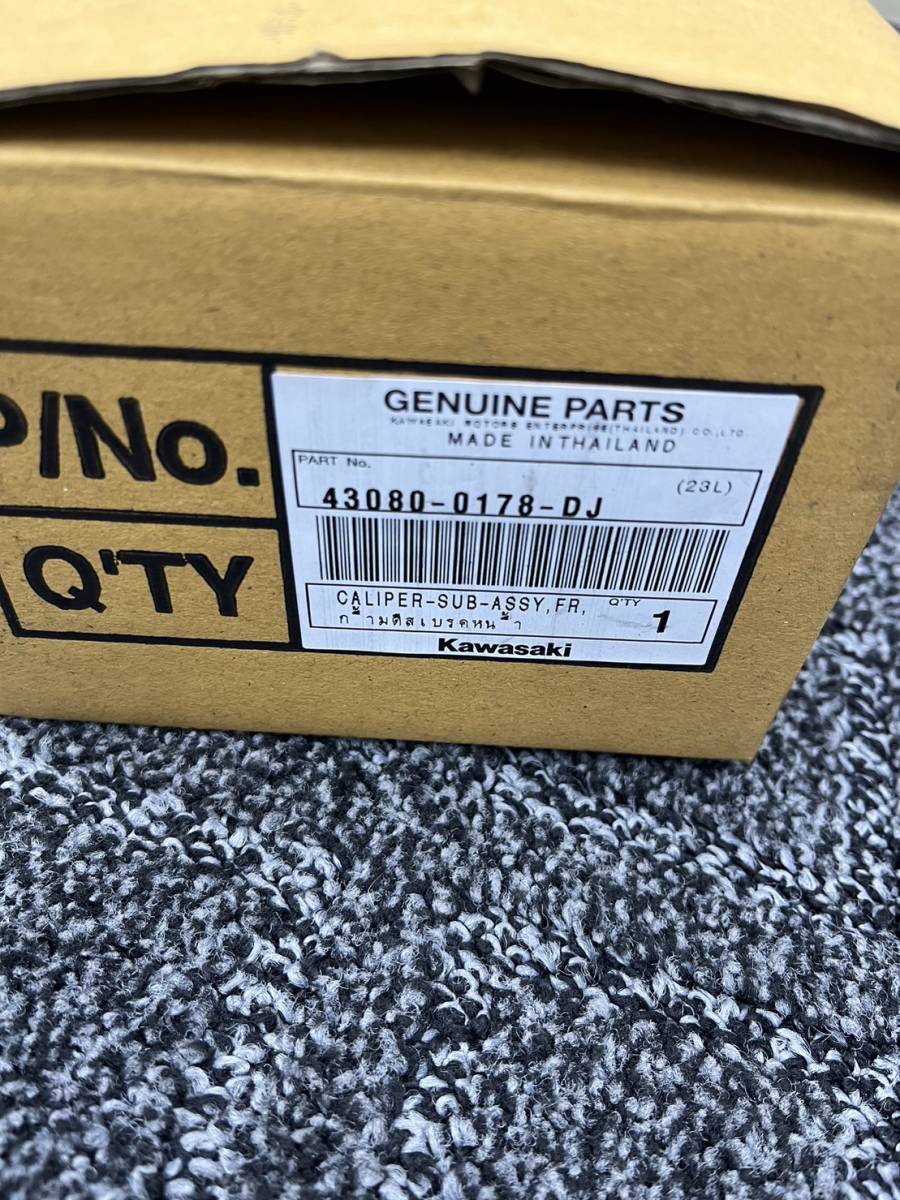 P/No.
Q'TY
GENUINE PARTS
KAWASAKI MOTORS ENTERPRISE(THAILAND) CO.,LTD.
MADE IN THAILAND
PART No.
(23L)
43080-0178-DJ
CALIPER-SUB-ASSY,FR,
Q'TY
1
ก้ามดิสเบรคหน้า
Kawasaki